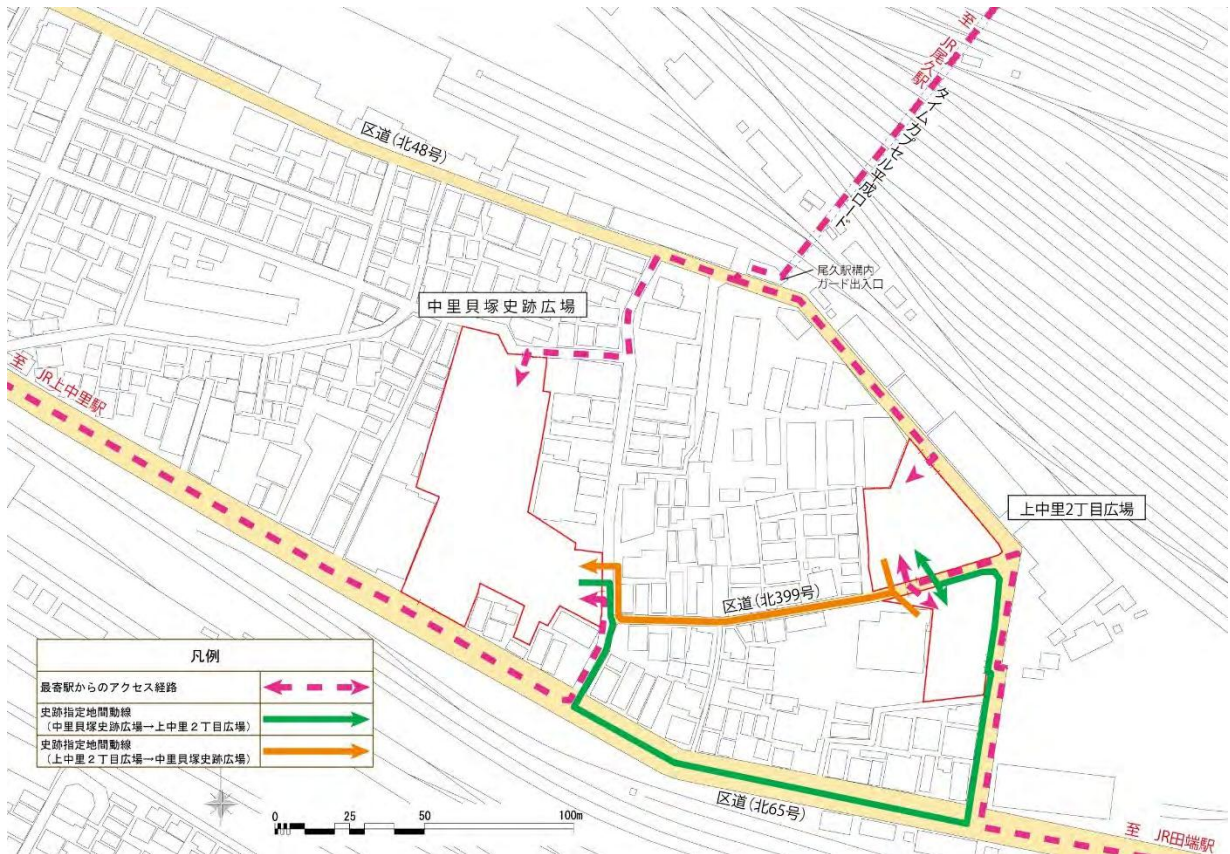 至 JR尾久駅
タイムカプセル平成ロード
区道(北48号)
尾久駅構内
ガード出入口
中里貝塚史跡広場
至 JR上中里駅
上中里2丁目広場
区道(北399号)
凡例
最寄駅からのアクセス経路
史跡指定地間動線
(中里貝塚史跡広場→上中里2丁目広場)
史跡指定地間動線
(上中里2丁目広場→中里貝塚史跡広場)
区道(北65号)
0 25 50 100m
至 JR田端駅